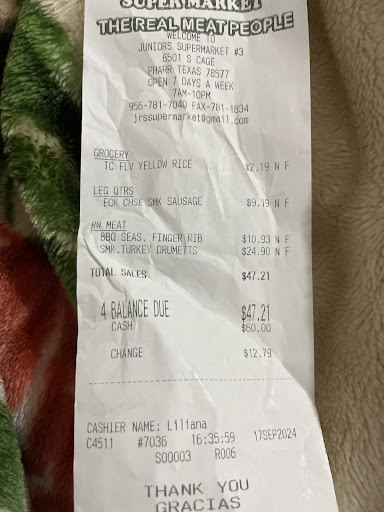 SUPERMARKET
THE REAL MEAT PEOPLE
WELCOME TO
JUNIORS SUPERMARKET #3
6501 S CAGE
PHARR TEXAS 78577
OPEN 7 DAYS A WEEK
7AM-10PM
956-781-7040 FAX-781-1834
jrssupermarket@gmail.com
GROCERY
TC FLV YELLOW RICE $2.19 N F
LEG QTRS
ECK CHSE SMK SAUSAGE $9.19 N F
RN MEAT
BBQ SEAS. FINGER RIB $10.93 N F
SMK.TURKEY DRUMETTS $24.90 N F
TOTAL SALES $47.21
4 BALANCE DUE $47.21
CASH $60.00
CHANGE $12.79
CASHIER NAME: Liliana
C4511 #7036 16:35:59 17SEP2024
S00003 R006
THANK YOU
GRACIAS